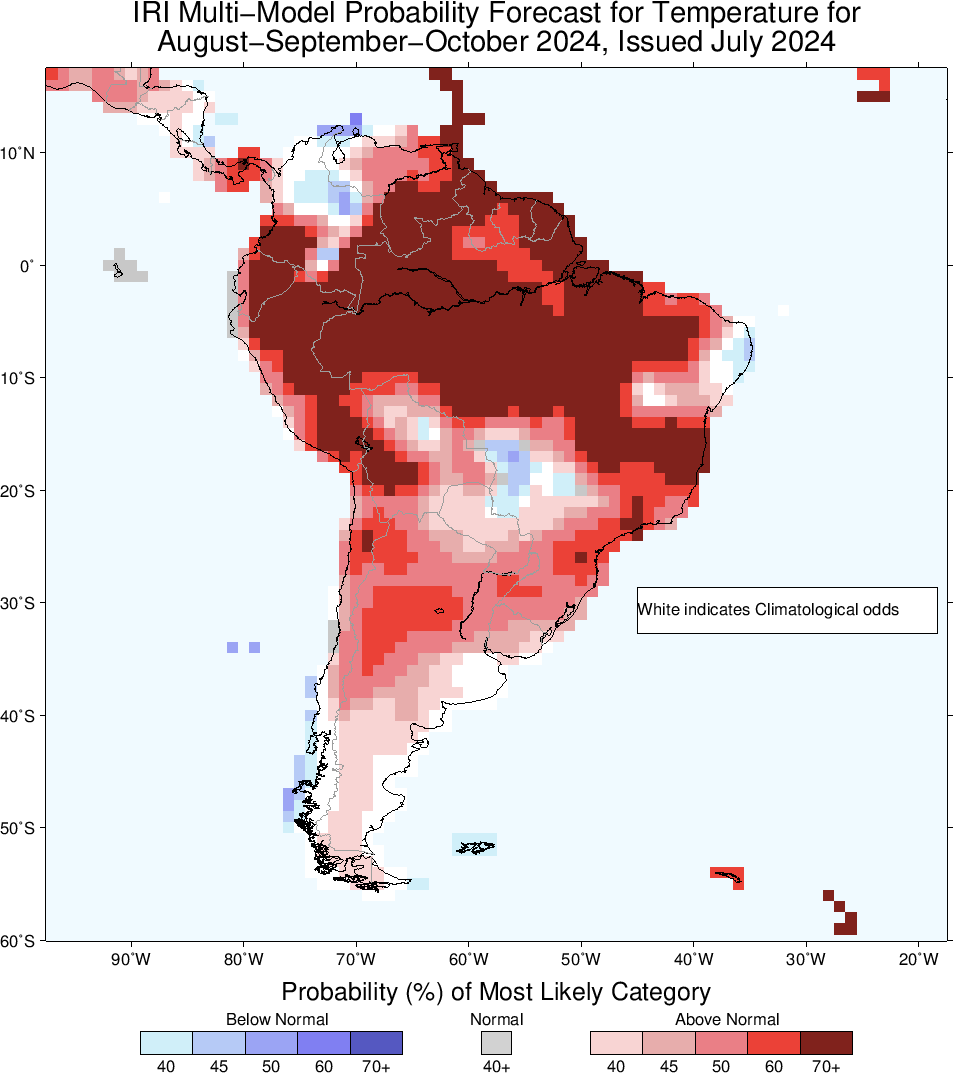 IRI Multi−Model Probability Forecast for Temperature for
August−September−October 2024, Issued July 2024
10˚N
0˚
10˚S
20˚S
30˚S
40˚S
50˚S
60˚S
White indicates Climatological odds
90˚W 80˚W 70˚W 60˚W 50˚W 40˚W 30˚W 20˚W
Probability (%) of Most Likely Category
Below Normal Normal Above Normal
40 45 50 60 70+ 40+ 40 45 50 60 70+